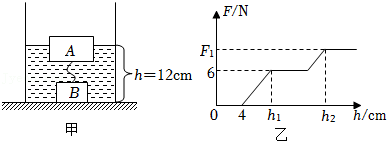 A
B
h=12cm
甲
F/N
F₁
6
0 4 h₁ h₂ h/cm
乙